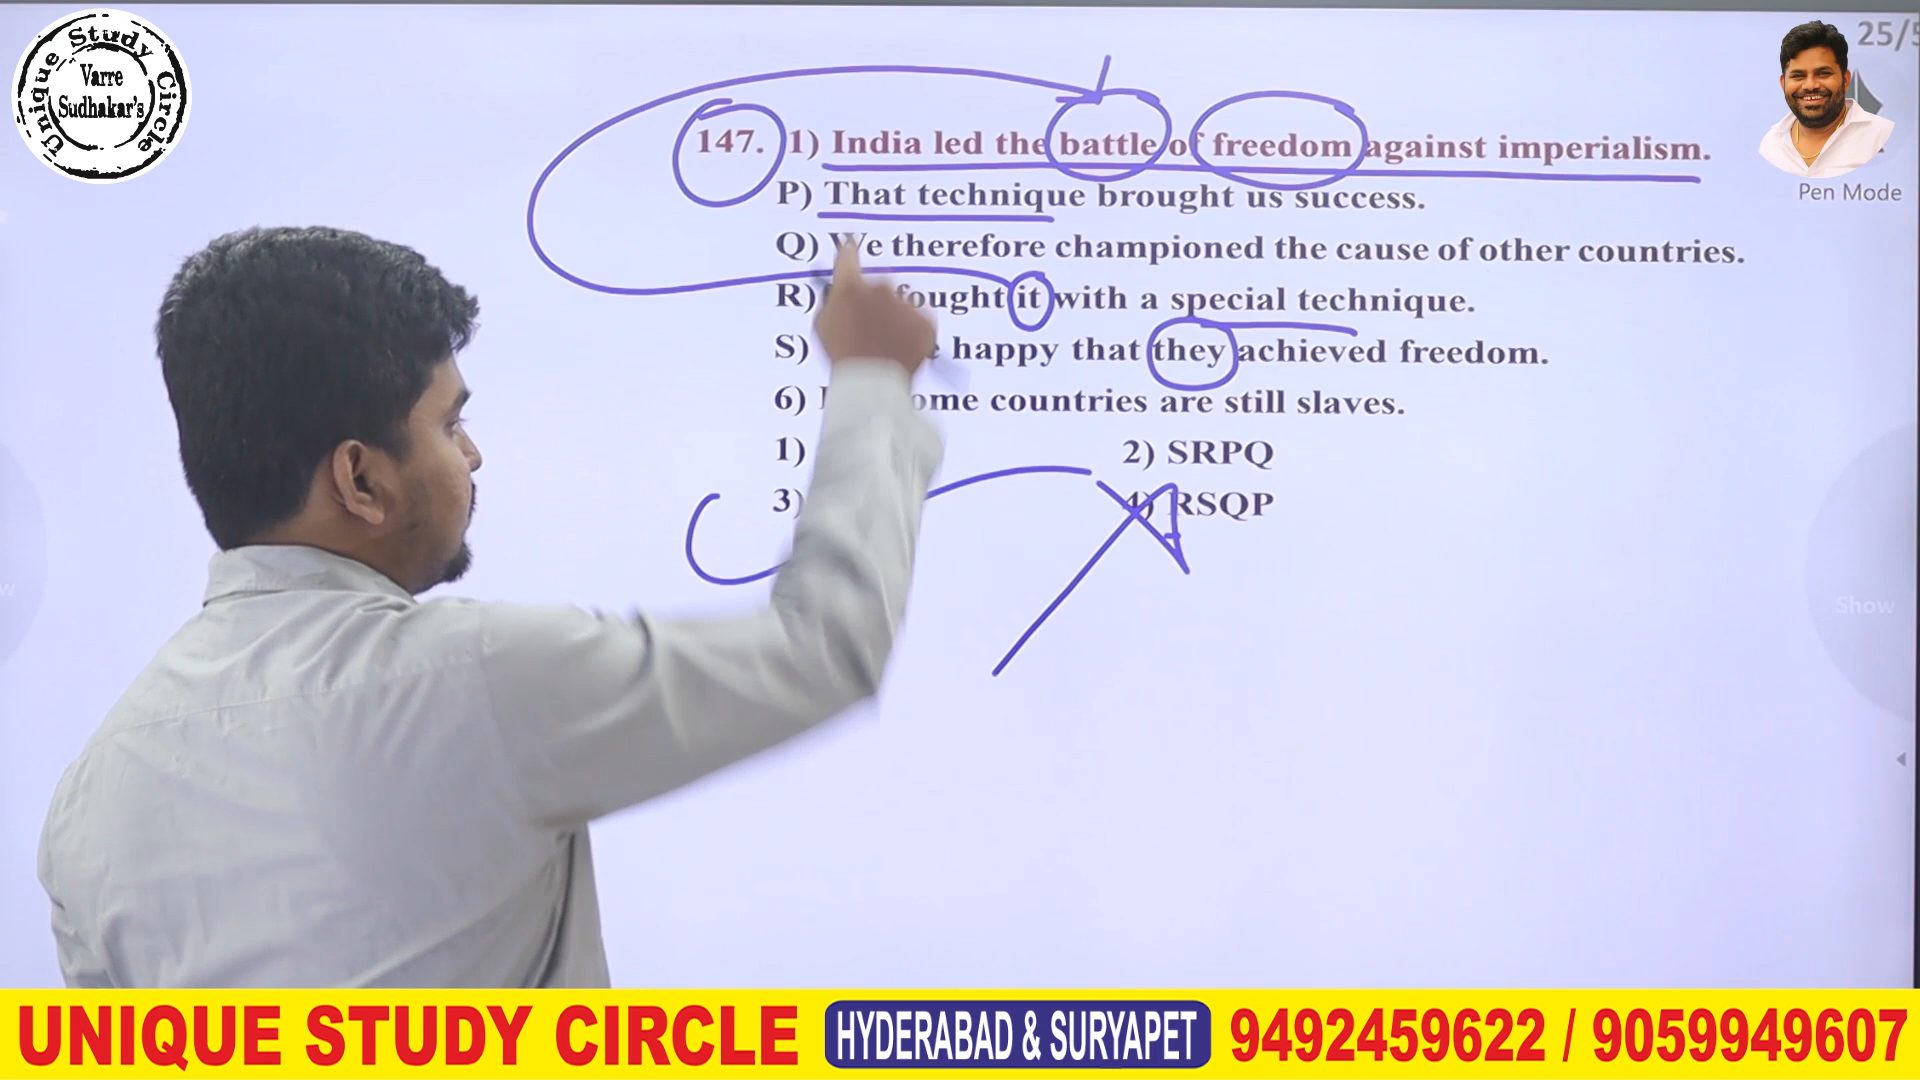 Unique Study Circle
Varre
Sudhakar's
25/5
Pen Mode
147. 1) India led the battle of freedom against imperialism.
P) That technique brought us success.
Q) We therefore championed the cause of other countries.
R) fought it with a special technique.
S) happy that they achieved freedom.
6) countries are still slaves.
1)
2) SRPQ
3)
4) RSQP
Show
UNIQUE STUDY CIRCLE HYDERABAD & SURYAPET 9492459622 / 9059949607